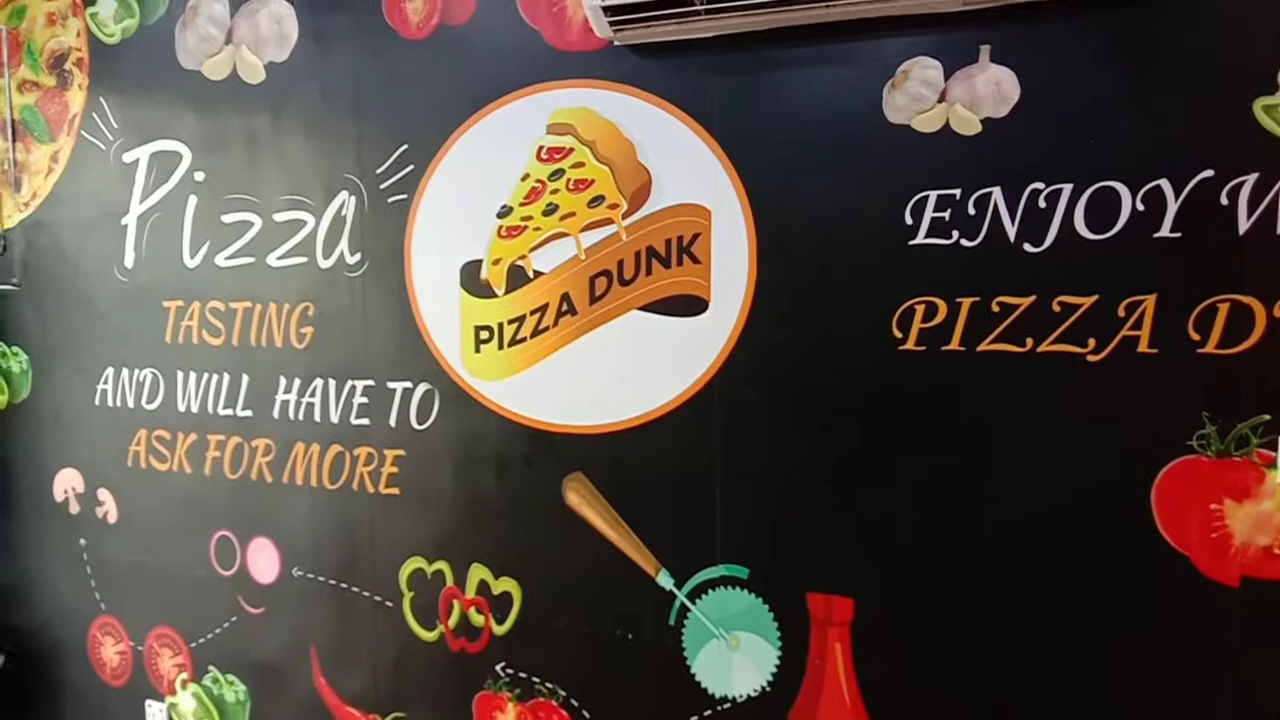 Pizza
TASTING
AND WILL HAVE TO
ASK FOR MORE
PIZZA DUNK
ENJOY
PIZZA